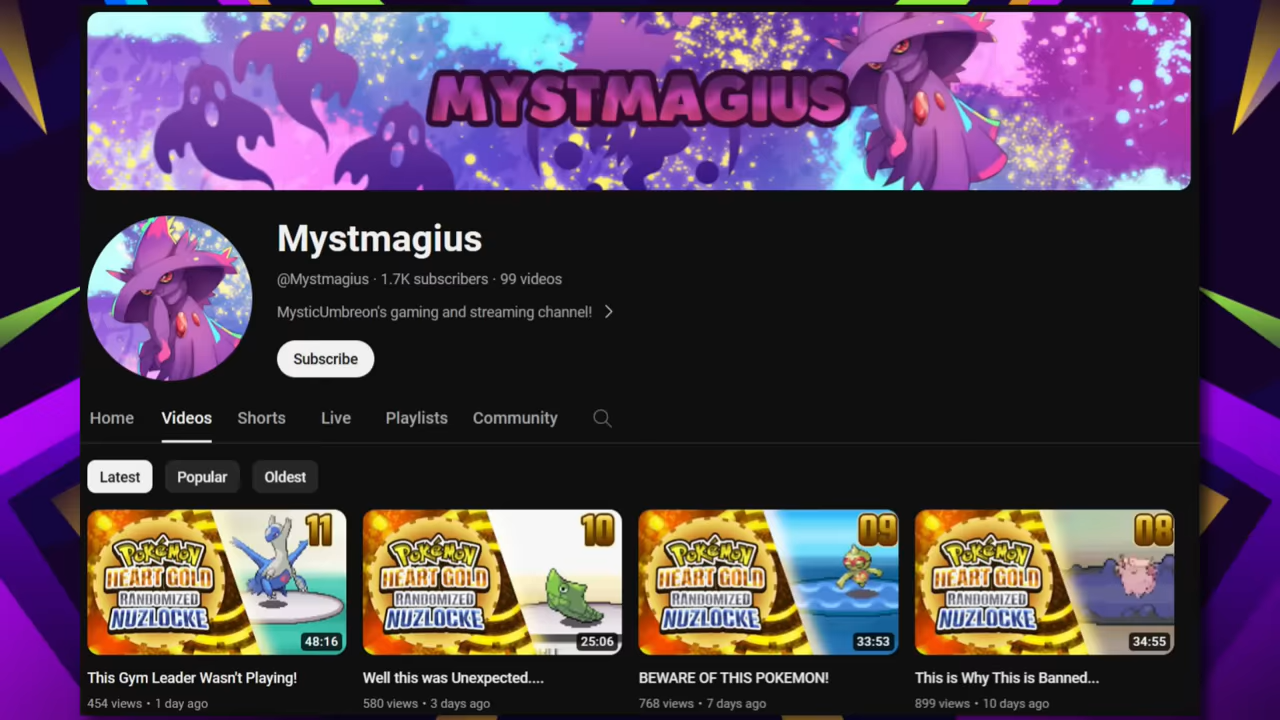 MYSTMAGIUS
Mystmagius
@Mystmagius · 1.7K subscribers · 99 videos
MysticUmbreon's gaming and streaming channel!
Subscribe
Home Videos Shorts Live Playlists Community
Latest Popular Oldest
POKéMON
HEART GOLD
RANDOMIZED
NUZLOCKE
11
48:16
POKéMON
HEART GOLD
RANDOMIZED
NUZLOCKE
10
25:06
POKéMON
HEART GOLD
RANDOMIZED
NUZLOCKE
09
33:53
POKéMON
HEART GOLD
RANDOMIZED
NUZLOCKE
08
34:55
This Gym Leader Wasn't Playing!
454 views • 1 day ago
Well this was Unexpected....
580 views • 3 days ago
BEWARE OF THIS POKEMON!
768 views • 7 days ago
This is Why This is Banned...
899 views • 10 days ago